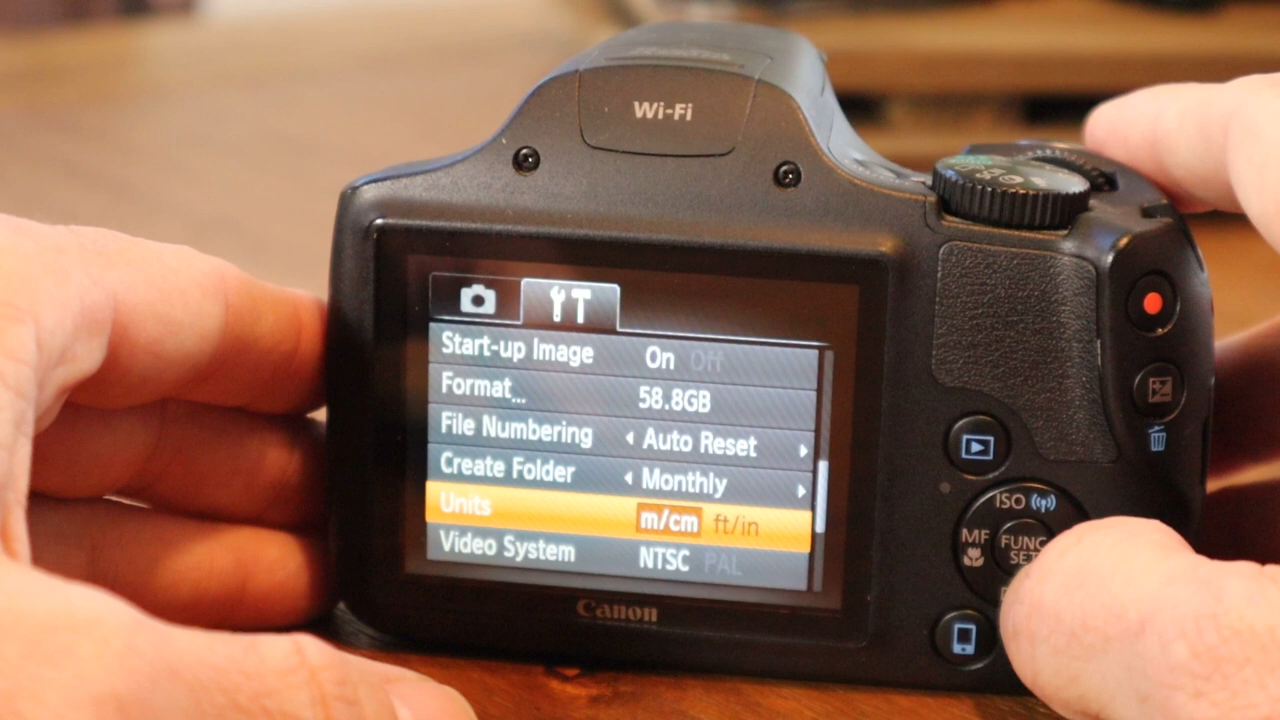 Wi-Fi
Start-up Image On Off
Format... 58.8GB
File Numbering Auto Reset
Create Folder Monthly
Units m/cm ft/in
Video System NTSC PAL
Canon
ISO
MF
FUNC.
SET